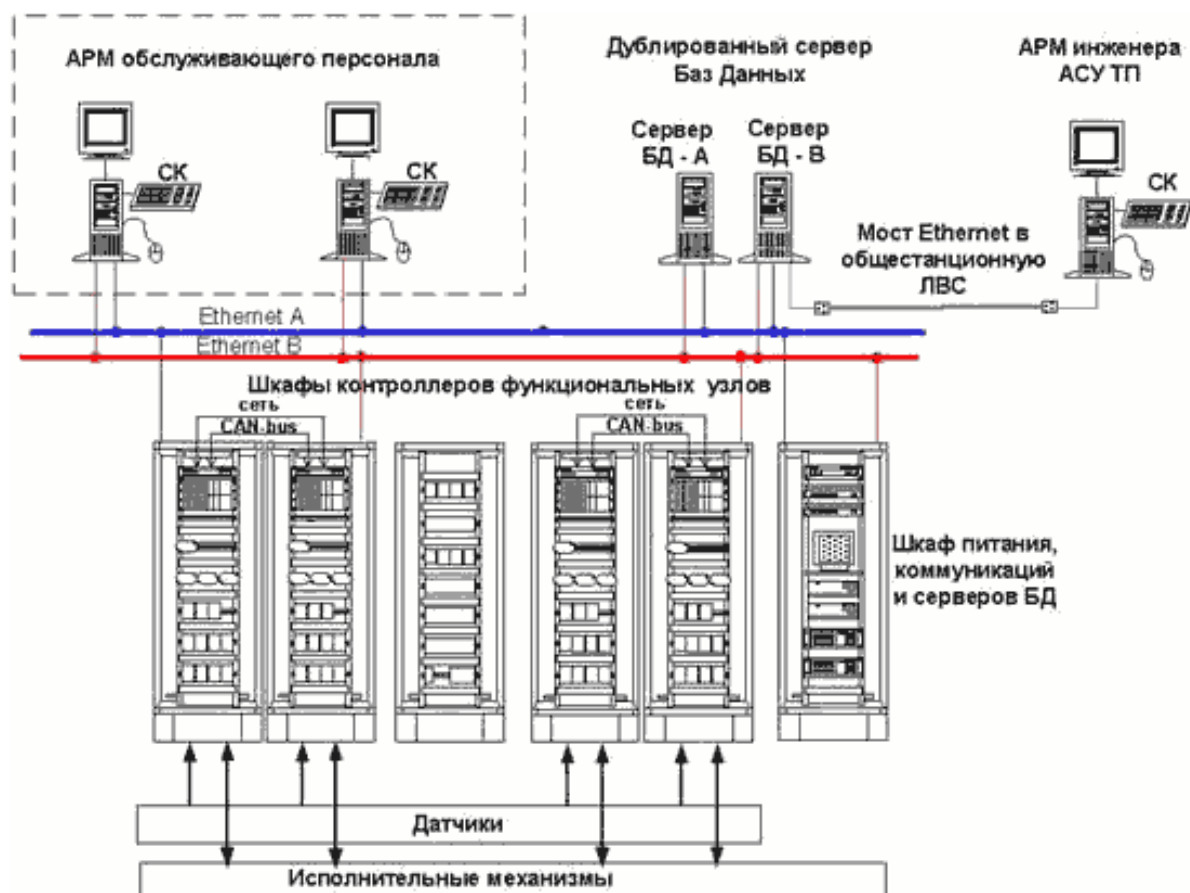 АРМ обслуживающего персонала
Дублированный сервер
Баз Данных
АРМ инженера
АСУ ТП
Сервер
БД - А
Сервер
БД - В
СК
СК
СК
Мост Ethernet в
общестанционную
ЛВС
Ethernet A
Ethernet B
Шкафы контроллеров функциональных узлов
сеть
CAN-bus
сеть
CAN-bus
Шкаф питания,
коммуникаций
и серверов БД
Датчики
Исполнительные механизмы